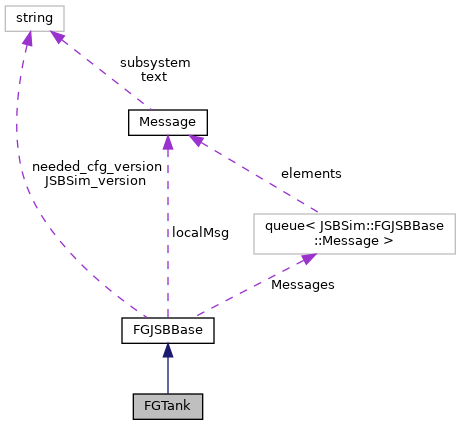 string
subsystem
text
Message
needed_cfg_version
JSBSim_version
elements
localMsg
queue< JSBSim::FGJSBBase
::Message >
Messages
FGJSBBase
FGTank